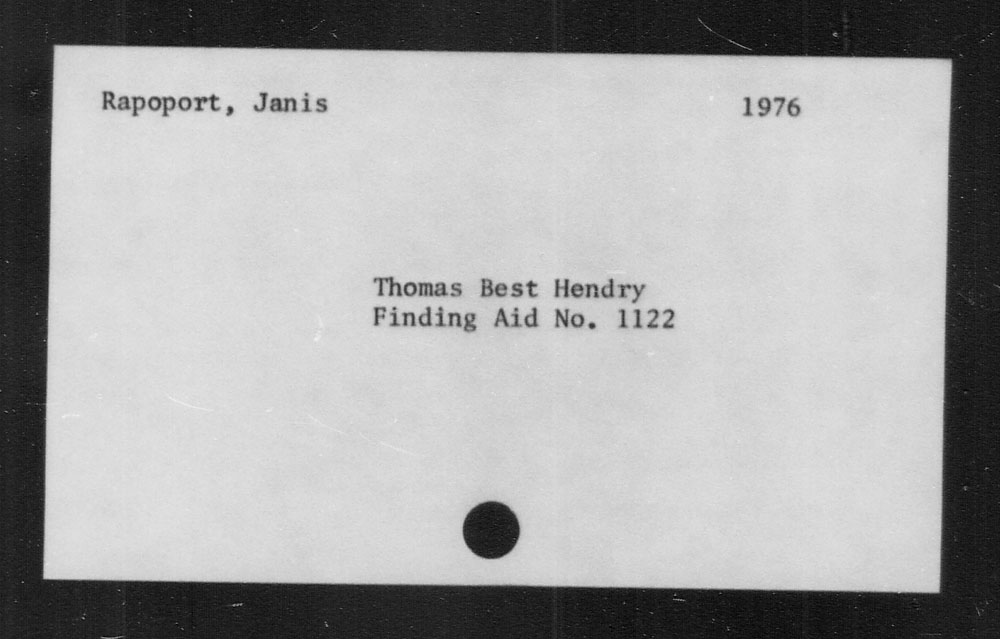 Rapoport, Janis 1976
Thomas Best Hendry
Finding Aid No. 1122